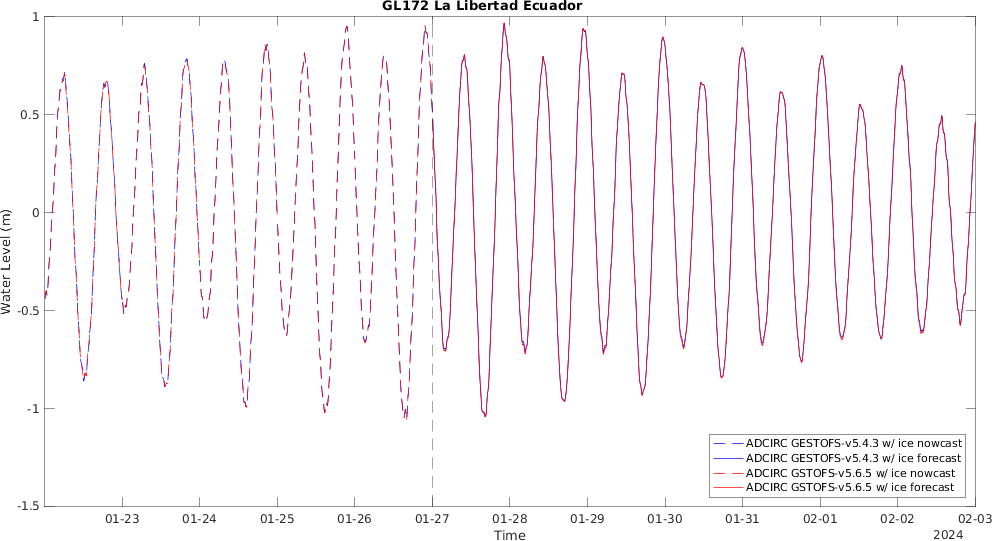 GL172 La Libertad Ecuador
1
0.5
0
-0.5
-1
-1.5
Water Level (m)
01-23 01-24 01-25 01-26 01-27 01-28 01-29 01-30 01-31 02-01 02-02 02-03
Time
2024
ADCIRC GESTOFS-v5.4.3 w/ ice nowcast
ADCIRC GESTOFS-v5.4.3 w/ ice forecast
ADCIRC GSTOFS-v5.6.5 w/ ice nowcast
ADCIRC GSTOFS-v5.6.5 w/ ice forecast